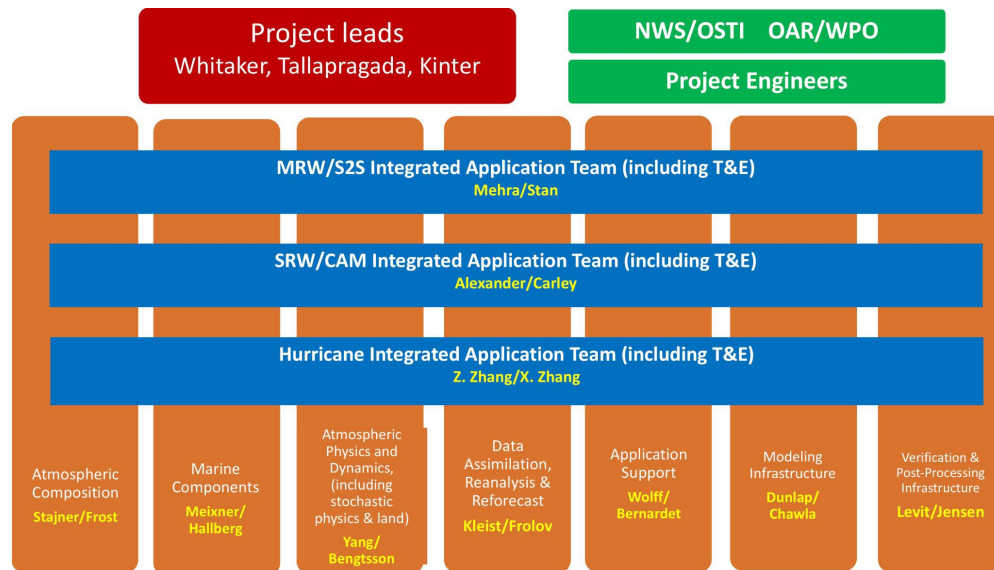 Project leads
Whitaker, Tallapragada, Kinter
NWS/OSTI OAR/WPO
Project Engineers
MRW/S2S Integrated Application Team (including T&E)
Mehra/Stan
SRW/CAM Integrated Application Team (including T&E)
Alexander/Carley
Hurricane Integrated Application Team (including T&E)
Z. Zhang/X. Zhang
Atmospheric
Composition
Stajner/Frost
Marine
Components
Meixner/
Hallberg
Atmospheric
Physics and
Dynamics,
(including
stochastic
physics & land)
Yang/
Bengtsson
Data
Assimilation,
Reanalysis &
Reforecast
Kleist/Frolov
Application
Support
Wolff/
Bernardet
Modeling
Infrastructure
Dunlap/
Chawla
Verification &
Post-Processing
Infrastructure
Levit/Jensen